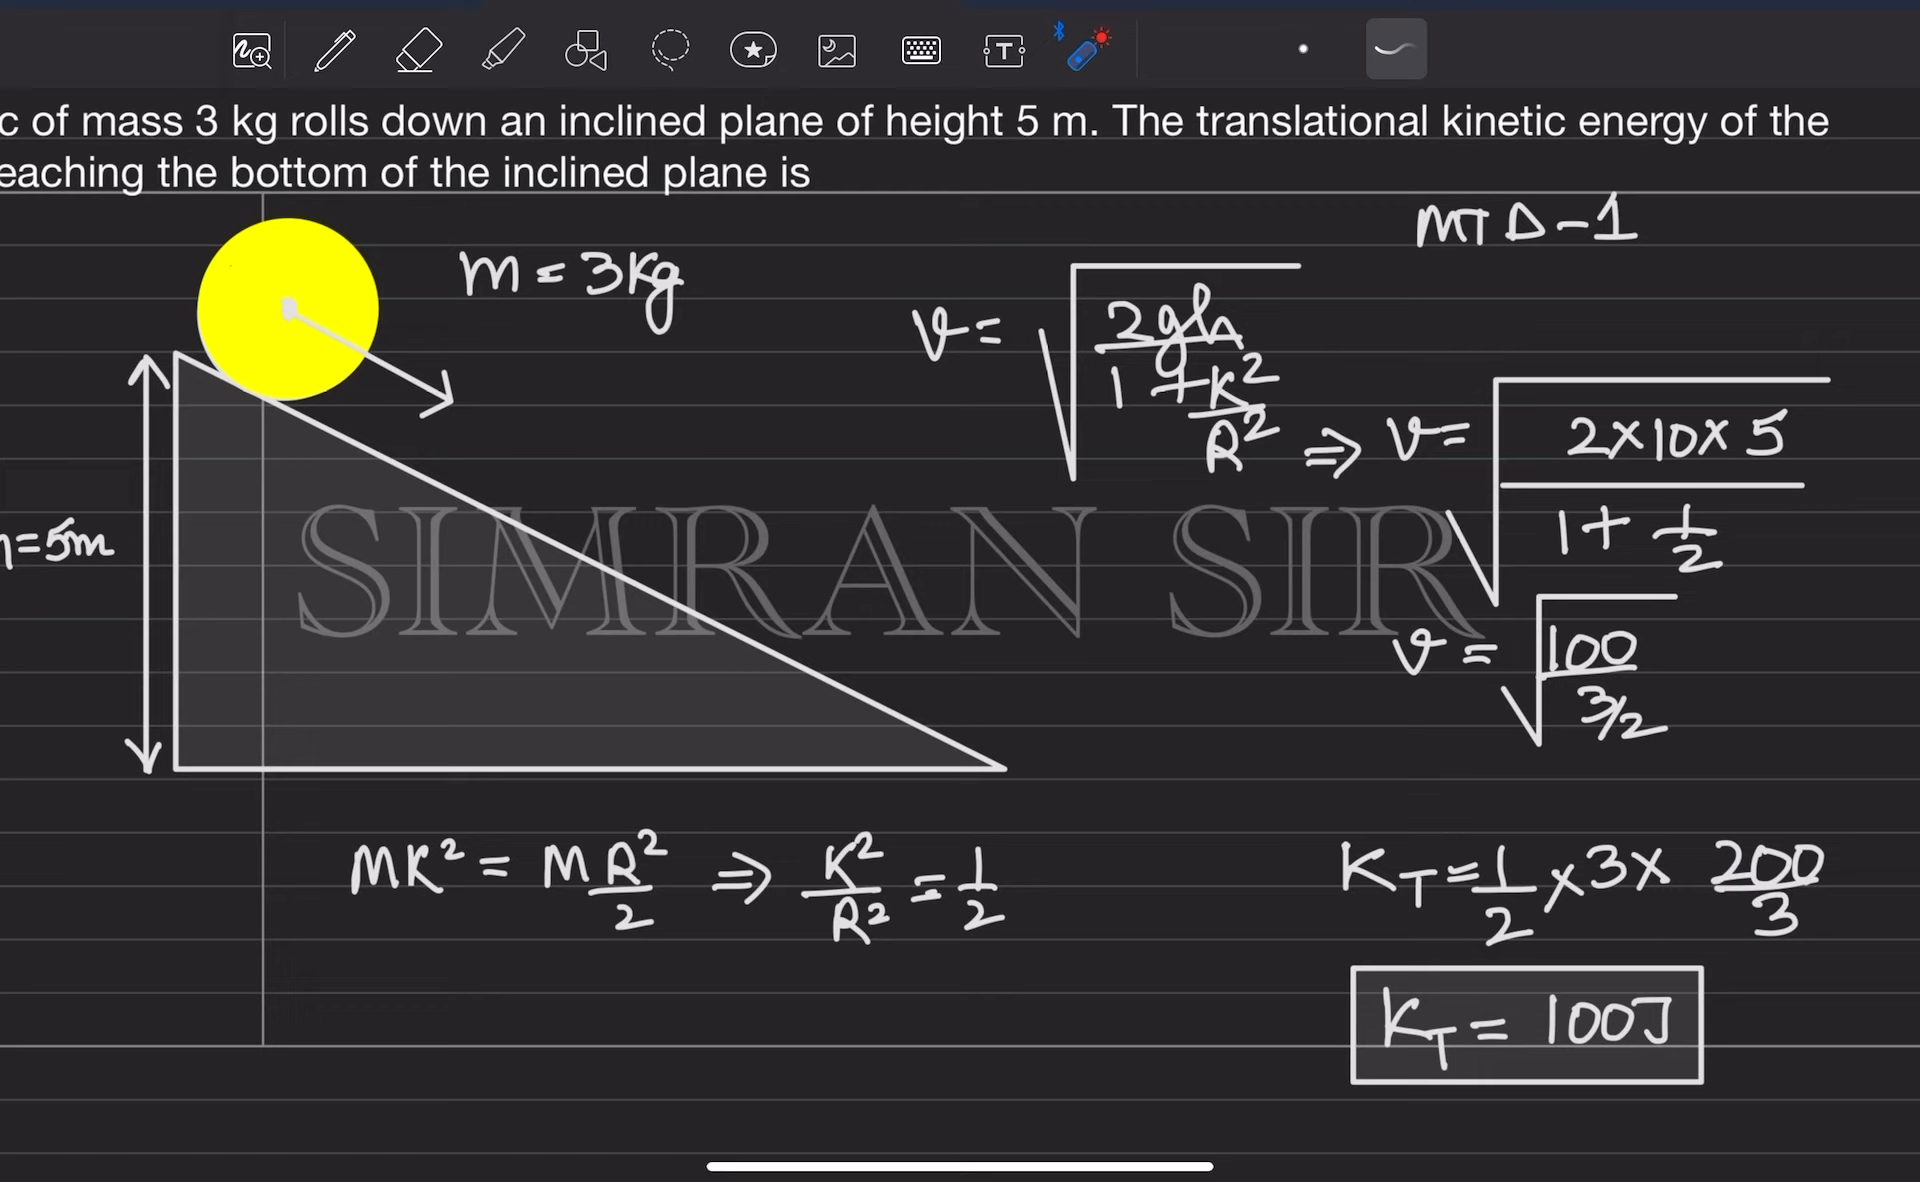 c of mass 3 kg rolls down an inclined plane of height 5 m. The translational kinetic energy of the
eaching the bottom of the inclined plane is
MTD-1
m = 3kg
v = √(2gh / (1 + K²/R²))
⇒ v = √((2×10×5) / (1 + 1/2))
h=5m
SIMRAN SIR
v = √(100 / (3/2))
MK² = MR²/2 ⇒ K²/R² = 1/2
K_T = 1/2 × 3 × 200/3
K_T = 100J